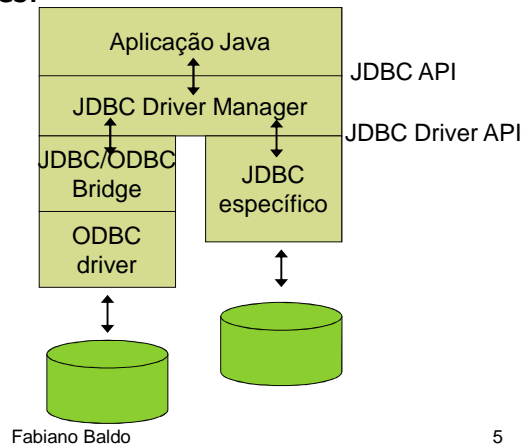 Aplicação Java
JDBC API
JDBC Driver Manager
JDBC Driver API
JDBC/ODBC
Bridge
JDBC
específico
ODBC
driver
Fabiano Baldo
5